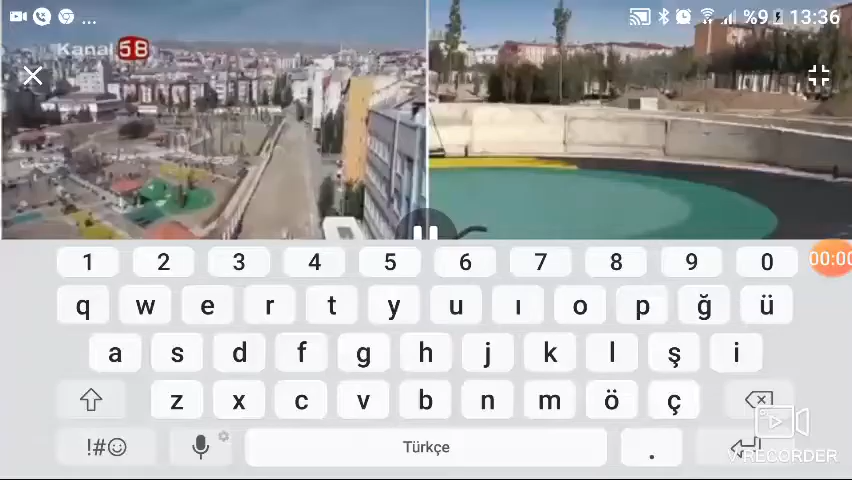 ... %9 13:36
Kanal 58
00:00
1 2 3 4 5 6 7 8 9 0
q w e r t y u ı o p ğ ü
a s d f g h j k l ş i
z x c v b n m ö ç
!#☺ Türkçe .
V RECORDER